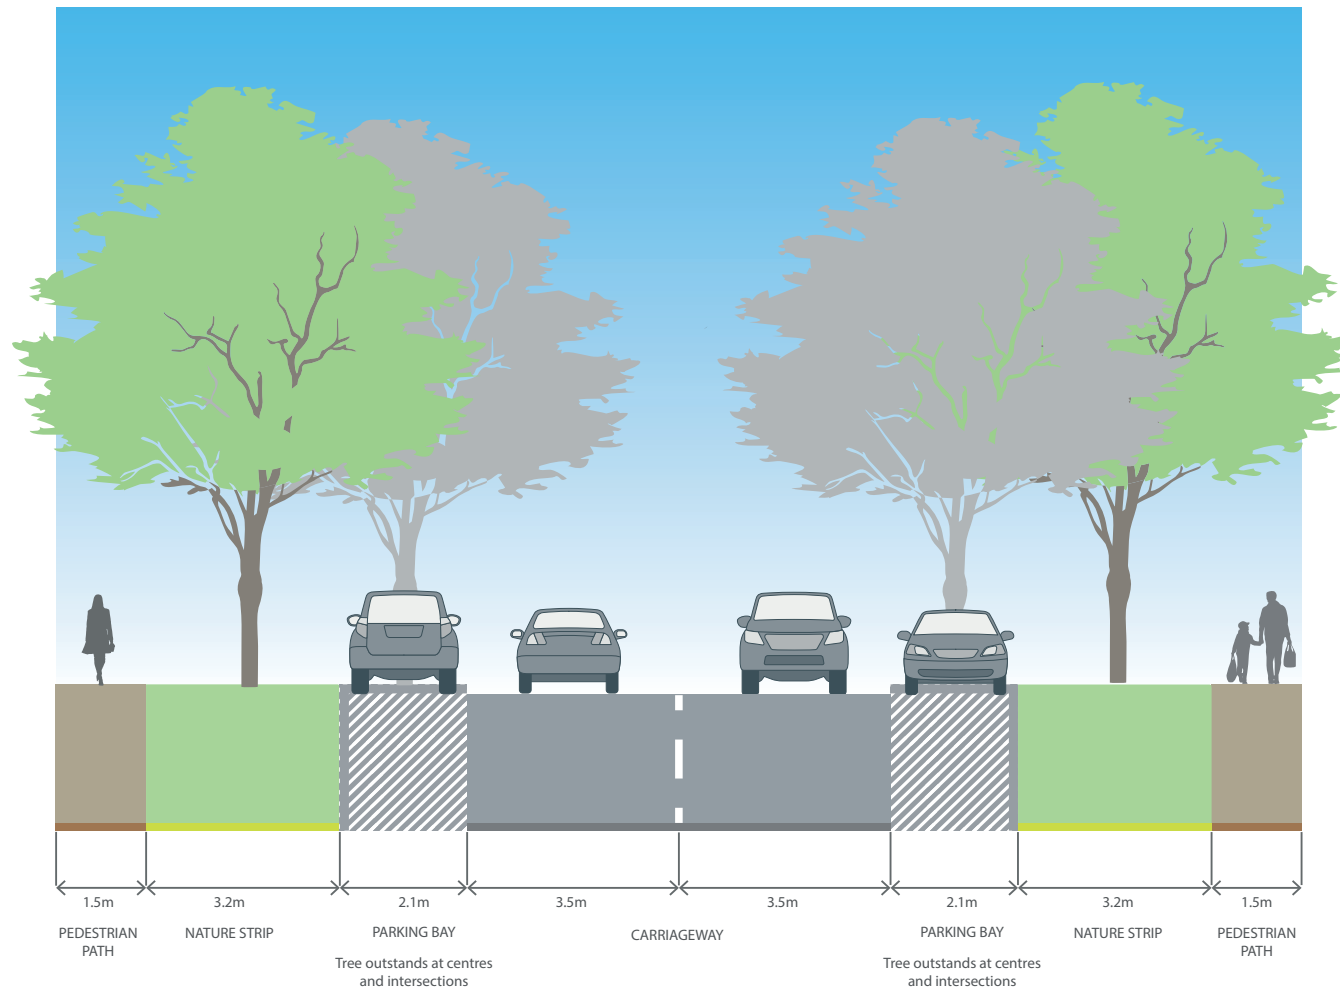 1.5m
3.2m
2.1m
3.5m
3.5m
2.1m
3.2m
1.5m
PEDESTRIAN
PATH
NATURE STRIP
PARKING BAY
Tree outstands at centres
and intersections
CARRIAGEWAY
PARKING BAY
Tree outstands at centres
and intersections
NATURE STRIP
PEDESTRIAN
PATH